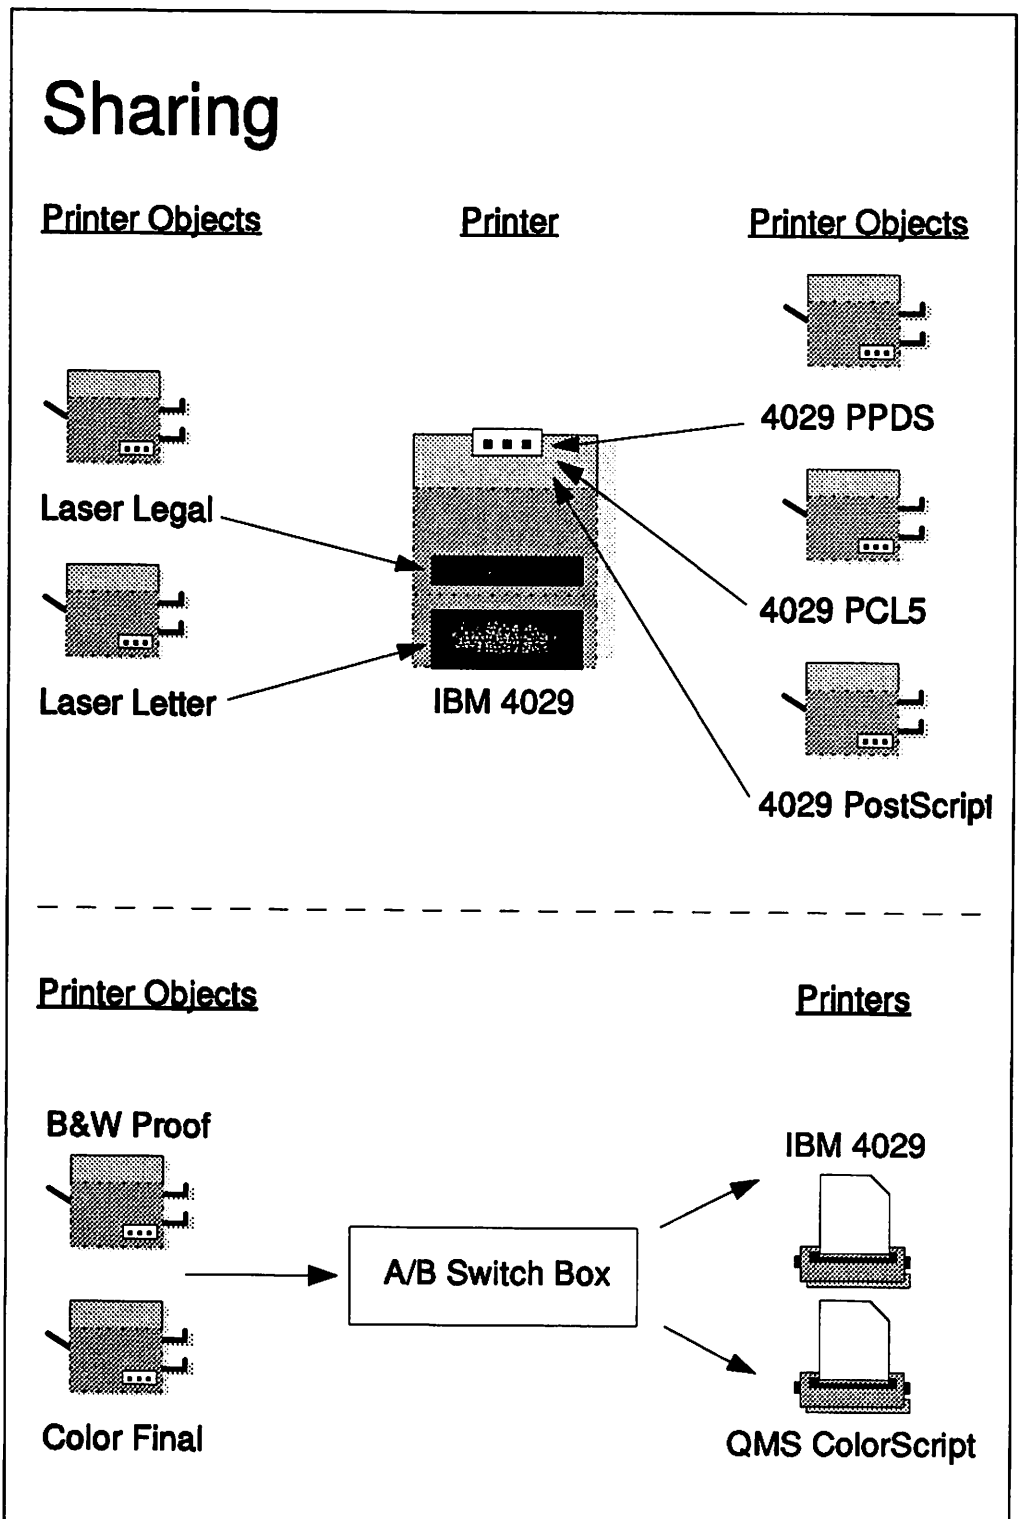 Sharing
Printer Objects
Printer
Printer Objects
4029 PPDS
Laser Legal
4029 PCL5
Laser Letter
IBM 4029
4029 PostScript
Printer Objects
Printers
B&W Proof
IBM 4029
A/B Switch Box
Color Final
QMS ColorScript